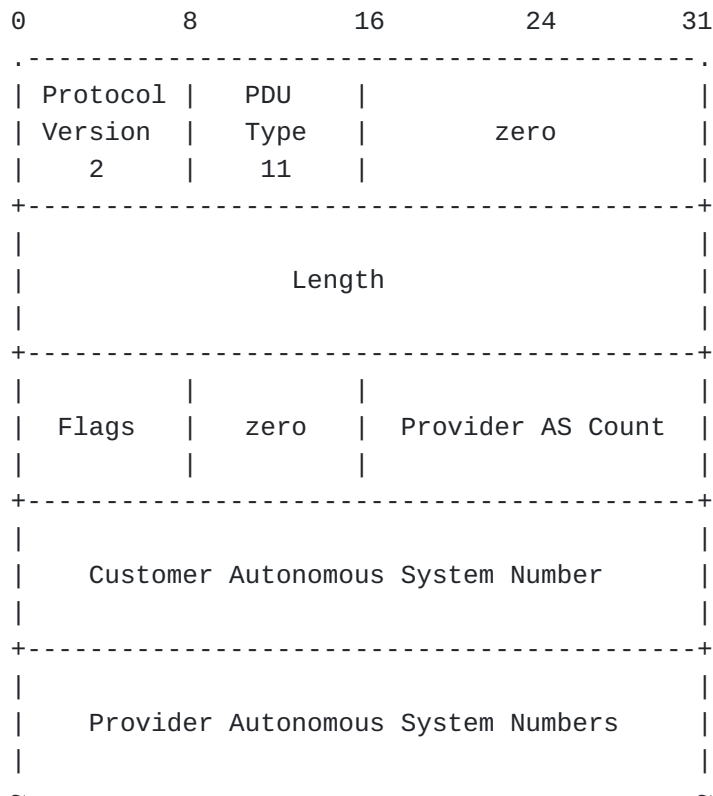 0          8          16         24        31
.-------------------------------------------.
| Protocol |   PDU    |                     |
| Version  |   Type   |        zero         |
|    2     |    11    |                     |
+-------------------------------------------+
|                                           |
|                 Length                    |
|                                           |
+-------------------------------------------+
|          |          |                     |
|  Flags   |   zero   |  Provider AS Count  |
|          |          |                     |
+-------------------------------------------+
|                                           |
|    Customer Autonomous System Number      |
|                                           |
+-------------------------------------------+
|                                           |
|    Provider Autonomous System Numbers     |
|                                           |